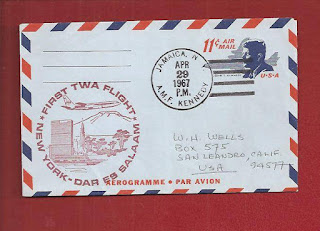 11¢ AIR
MAIL
U·S·A
JAMAICA, N.Y.
APR
29
1967
P.M.
A.M.F. KENNEDY
FIRST TWA FLIGHT
NEW YORK-DAR ES SALAAM
W. H. WELLS
BOX 575
SAN LEANDRO, CALIF.
94577
USA
AÉROGRAMME • PAR AVION